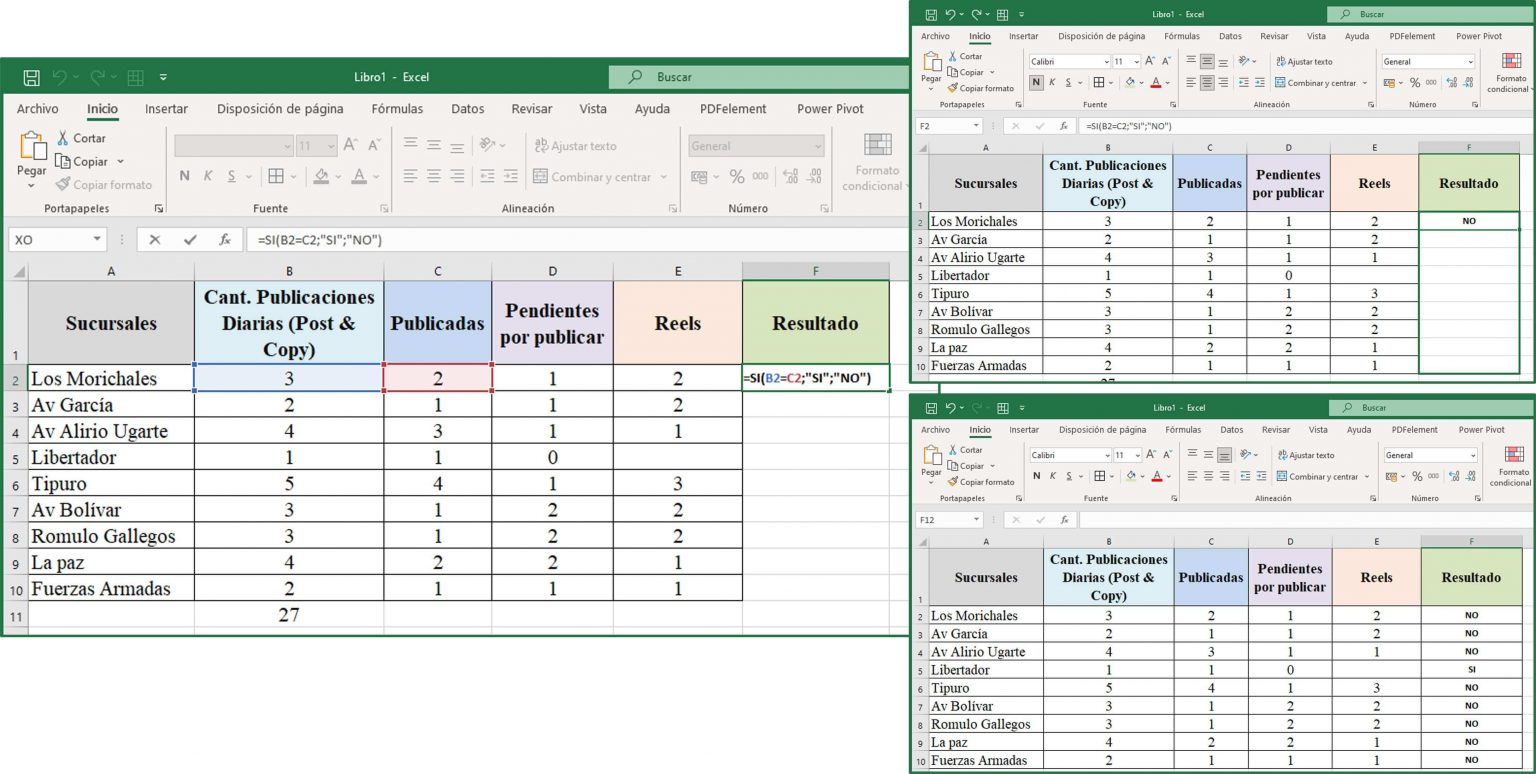 Libro1 - Excel
Buscar
Archivo Inicio Insertar Disposición de página Fórmulas Datos Revisar Vista Ayuda PDFelement Power Pivot
Pegar
Cortar
Copiar
Copiar formato
Portapapeles
11
N K S
Fuente
Ajustar texto
Combinar y centrar
Alineación
General
% 000
Número
Formato
condicional
XO
fx
=SI(B2=C2;"SI";"NO")
A B C D E F
1 Sucursales Cant. Publicaciones Diarias (Post & Copy) Publicadas Pendientes por publicar Reels Resultado
2 Los Morichales 3 2 1 2 =SI(B2=C2;"SI";"NO")
3 Av García 2 1 1 2
4 Av Alirio Ugarte 4 3 1 1
5 Libertador 1 1 0
6 Tipuro 5 4 1 3
7 Av Bolívar 3 1 2 2
8 Romulo Gallegos 3 1 2 2
9 La paz 4 2 2 1
10 Fuerzas Armadas 2 1 1 1
11 27
Libro1 - Excel
Buscar
Archivo Inicio Insertar Disposición de página Fórmulas Datos Revisar Vista Ayuda PDFelement Power Pivot
Pegar
Cortar
Copiar
Copiar formato
Portapapeles
Calibri 11
N K S
Fuente
Ajustar texto
Combinar y centrar
Alineación
General
% 000
Número
Formato
condicional
F2
fx
=SI(B2=C2;"SI";"NO")
A B C D E F
1 Sucursales Cant. Publicaciones Diarias (Post & Copy) Publicadas Pendientes por publicar Reels Resultado
2 Los Morichales 3 2 1 2 NO
3 Av García 2 1 1 2
4 Av Alirio Ugarte 4 3 1 1
5 Libertador 1 1 0
6 Tipuro 5 4 1 3
7 Av Bolívar 3 1 2 2
8 Romulo Gallegos 3 1 2 2
9 La paz 4 2 2 1
10 Fuerzas Armadas 2 1 1 1
27
Libro1 - Excel
Buscar
Archivo Inicio Insertar Disposición de página Fórmulas Datos Revisar Vista Ayuda PDFelement Power Pivot
Pegar
Cortar
Copiar
Copiar formato
Portapapeles
Calibri 11
N K S
Fuente
Ajustar texto
Combinar y centrar
Alineación
General
% 000
Número
Formato
condicional
F12
fx
A B C D E F
1 Sucursales Cant. Publicaciones Diarias (Post & Copy) Publicadas Pendientes por publicar Reels Resultado
2 Los Morichales 3 2 1 2 NO
3 Av García 2 1 1 2 NO
4 Av Alirio Ugarte 4 3 1 1 NO
5 Libertador 1 1 0 SI
6 Tipuro 5 4 1 3 NO
7 Av Bolívar 3 1 2 2 NO
8 Romulo Gallegos 3 1 2 2 NO
9 La paz 4 2 2 1 NO
10 Fuerzas Armadas 2 1 1 1 NO